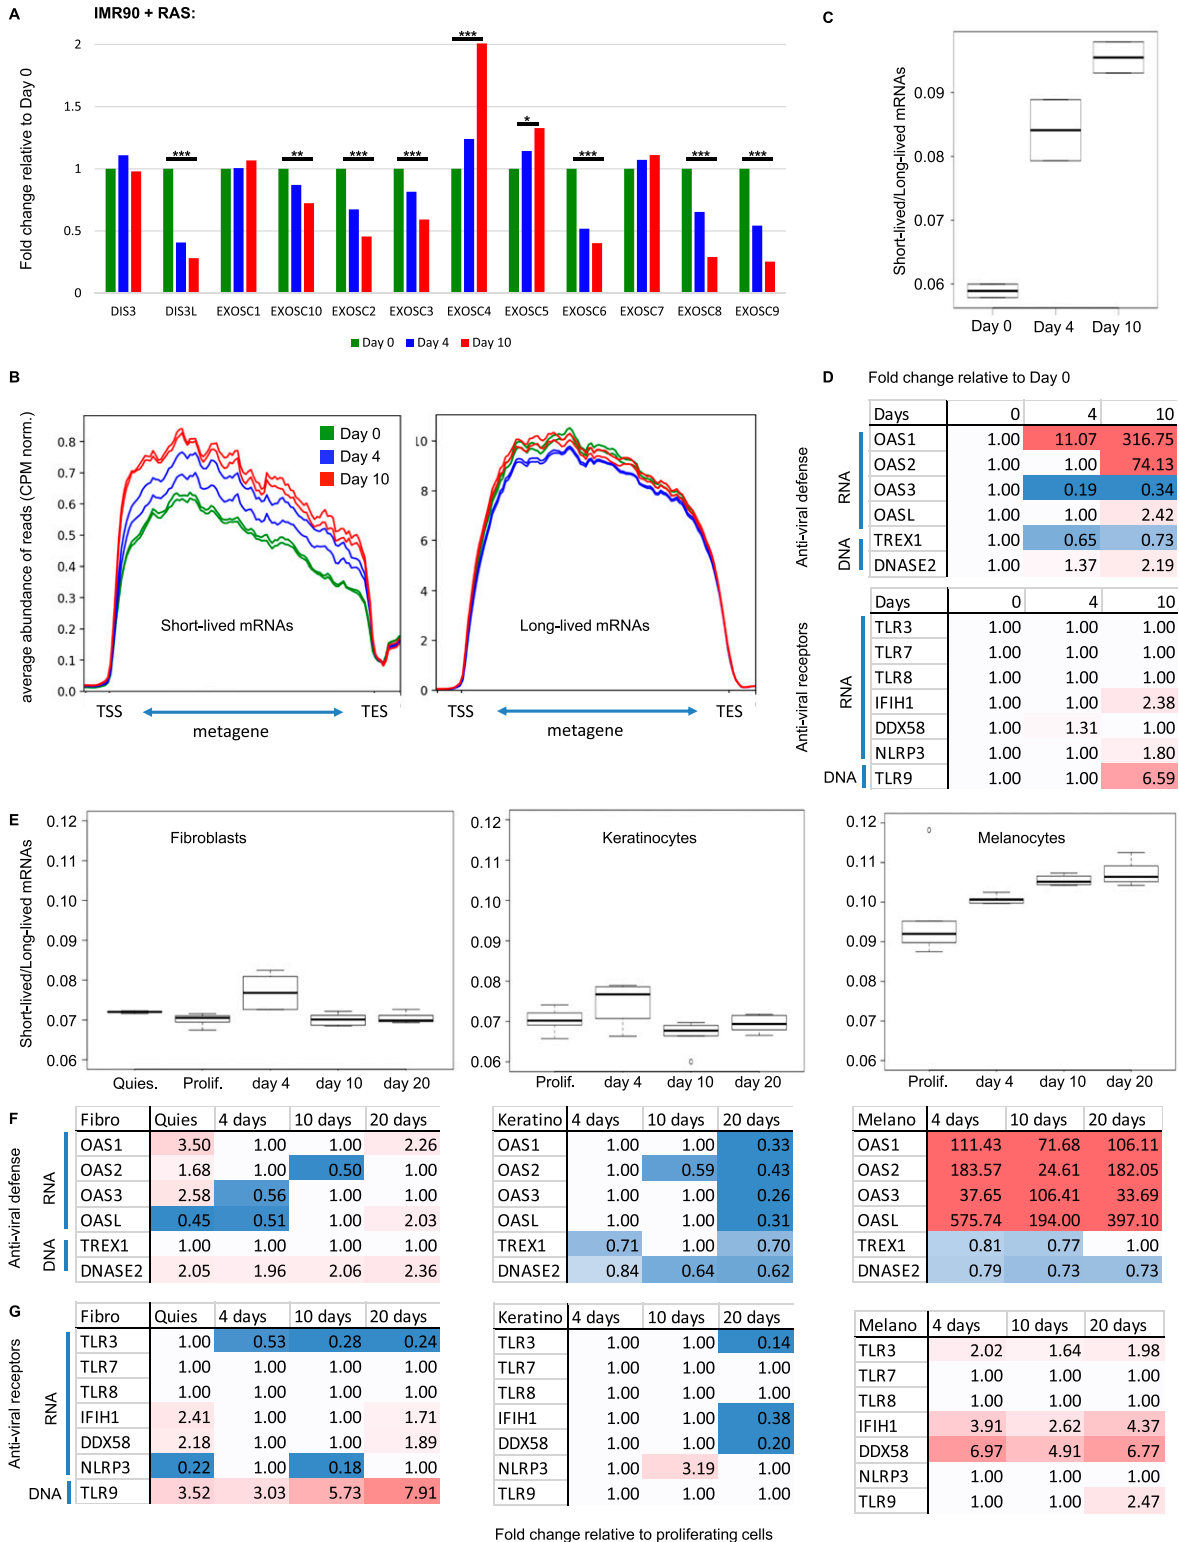 A
IMR90 + RAS:
Fold change relative to Day 0
2
1.5
1
0.5
0
***
**
***
***
***
*
***
***
***
DIS3 DIS3L EXOSC1 EXOSC10 EXOSC2 EXOSC3 EXOSC4 EXOSC5 EXOSC6 EXOSC7 EXOSC8 EXOSC9
Day 0 Day 4 Day 10
B
average abundance of reads (CPM norm.)
0.8
0.7
0.6
0.5
0.4
0.3
0.2
0.1
0.0
Day 0
Day 4
Day 10
Short-lived mRNAs
TSS TES
metagene
10
8
6
4
2
0
Long-lived mRNAs
TSS TES
metagene
C
Short-lived/Long-lived mRNAs
0.09
0.08
0.07
0.06
Day 0 Day 4 Day 10
D Fold change relative to Day 0
Anti-viral defense
RNA
DNA
Days 0 4 10
OAS1 1.00 11.07 316.75
OAS2 1.00 1.00 74.13
OAS3 1.00 0.19 0.34
OASL 1.00 1.00 2.42
TREX1 1.00 0.65 0.73
DNASE2 1.00 1.37 2.19
Anti-viral receptors
RNA
DNA
Days 0 4 10
TLR3 1.00 1.00 1.00
TLR7 1.00 1.00 1.00
TLR8 1.00 1.00 1.00
IFIH1 1.00 1.00 2.38
DDX58 1.00 1.31 1.00
NLRP3 1.00 1.00 1.80
TLR9 1.00 1.00 6.59
E
Short-lived/Long-lived mRNAs
0.12
0.11
0.10
0.09
0.08
0.07
0.06
Fibroblasts
Quies. Prolif. day 4 day 10 day 20
0.12
0.11
0.10
0.09
0.08
0.07
0.06
Keratinocytes
Prolif. day 4 day 10 day 20
0.12
0.11
0.10
0.09
0.08
0.07
0.06
Melanocytes
Prolif. day 4 day 10 day 20
F
Anti-viral defense
RNA
DNA
Fibro Quies 4 days 10 days 20 days
OAS1 3.50 1.00 1.00 2.26
OAS2 1.68 1.00 0.50 1.00
OAS3 2.58 0.56 1.00 1.00
OASL 0.45 0.51 1.00 2.03
TREX1 1.00 1.00 1.00 1.00
DNASE2 2.05 1.96 2.06 2.36
Keratino 4 days 10 days 20 days
OAS1 1.00 1.00 0.33
OAS2 1.00 0.59 0.43
OAS3 1.00 1.00 0.26
OASL 1.00 1.00 0.31
TREX1 0.71 1.00 0.70
DNASE2 0.84 0.64 0.62
Melano 4 days 10 days 20 days
OAS1 111.43 71.68 106.11
OAS2 183.57 24.61 182.05
OAS3 37.65 106.41 33.69
OASL 575.74 194.00 397.10
TREX1 0.81 0.77 1.00
DNASE2 0.79 0.73 0.73
G
Anti-viral receptors
RNA
DNA
Fibro Quies 4 days 10 days 20 days
TLR3 1.00 0.53 0.28 0.24
TLR7 1.00 1.00 1.00 1.00
TLR8 1.00 1.00 1.00 1.00
IFIH1 2.41 1.00 1.00 1.71
DDX58 2.18 1.00 1.00 1.89
NLRP3 0.22 1.00 0.18 1.00
TLR9 3.52 3.03 5.73 7.91
Keratino 4 days 10 days 20 days
TLR3 1.00 1.00 0.14
TLR7 1.00 1.00 1.00
TLR8 1.00 1.00 1.00
IFIH1 1.00 1.00 0.38
DDX58 1.00 1.00 0.20
NLRP3 1.00 3.19 1.00
TLR9 1.00 1.00 1.00
Melano 4 days 10 days 20 days
TLR3 2.02 1.64 1.98
TLR7 1.00 1.00 1.00
TLR8 1.00 1.00 1.00
IFIH1 3.91 2.62 4.37
DDX58 6.97 4.91 6.77
NLRP3 1.00 1.00 1.00
TLR9 1.00 1.00 2.47
Fold change relative to proliferating cells